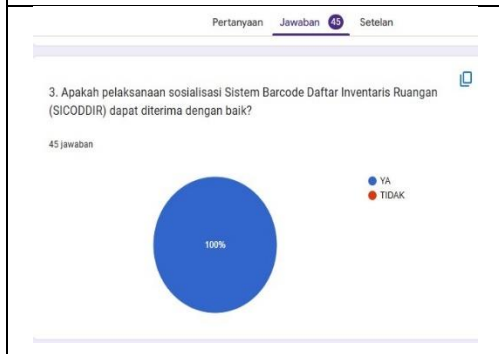 Pertanyaan Jawaban 45 Setelan
3. Apakah pelaksanaan sosialisasi Sistem Barcode Daftar Inventaris Ruangan
(SICODDIR) dapat diterima dengan baik?
45 jawaban
YA
TIDAK
100%